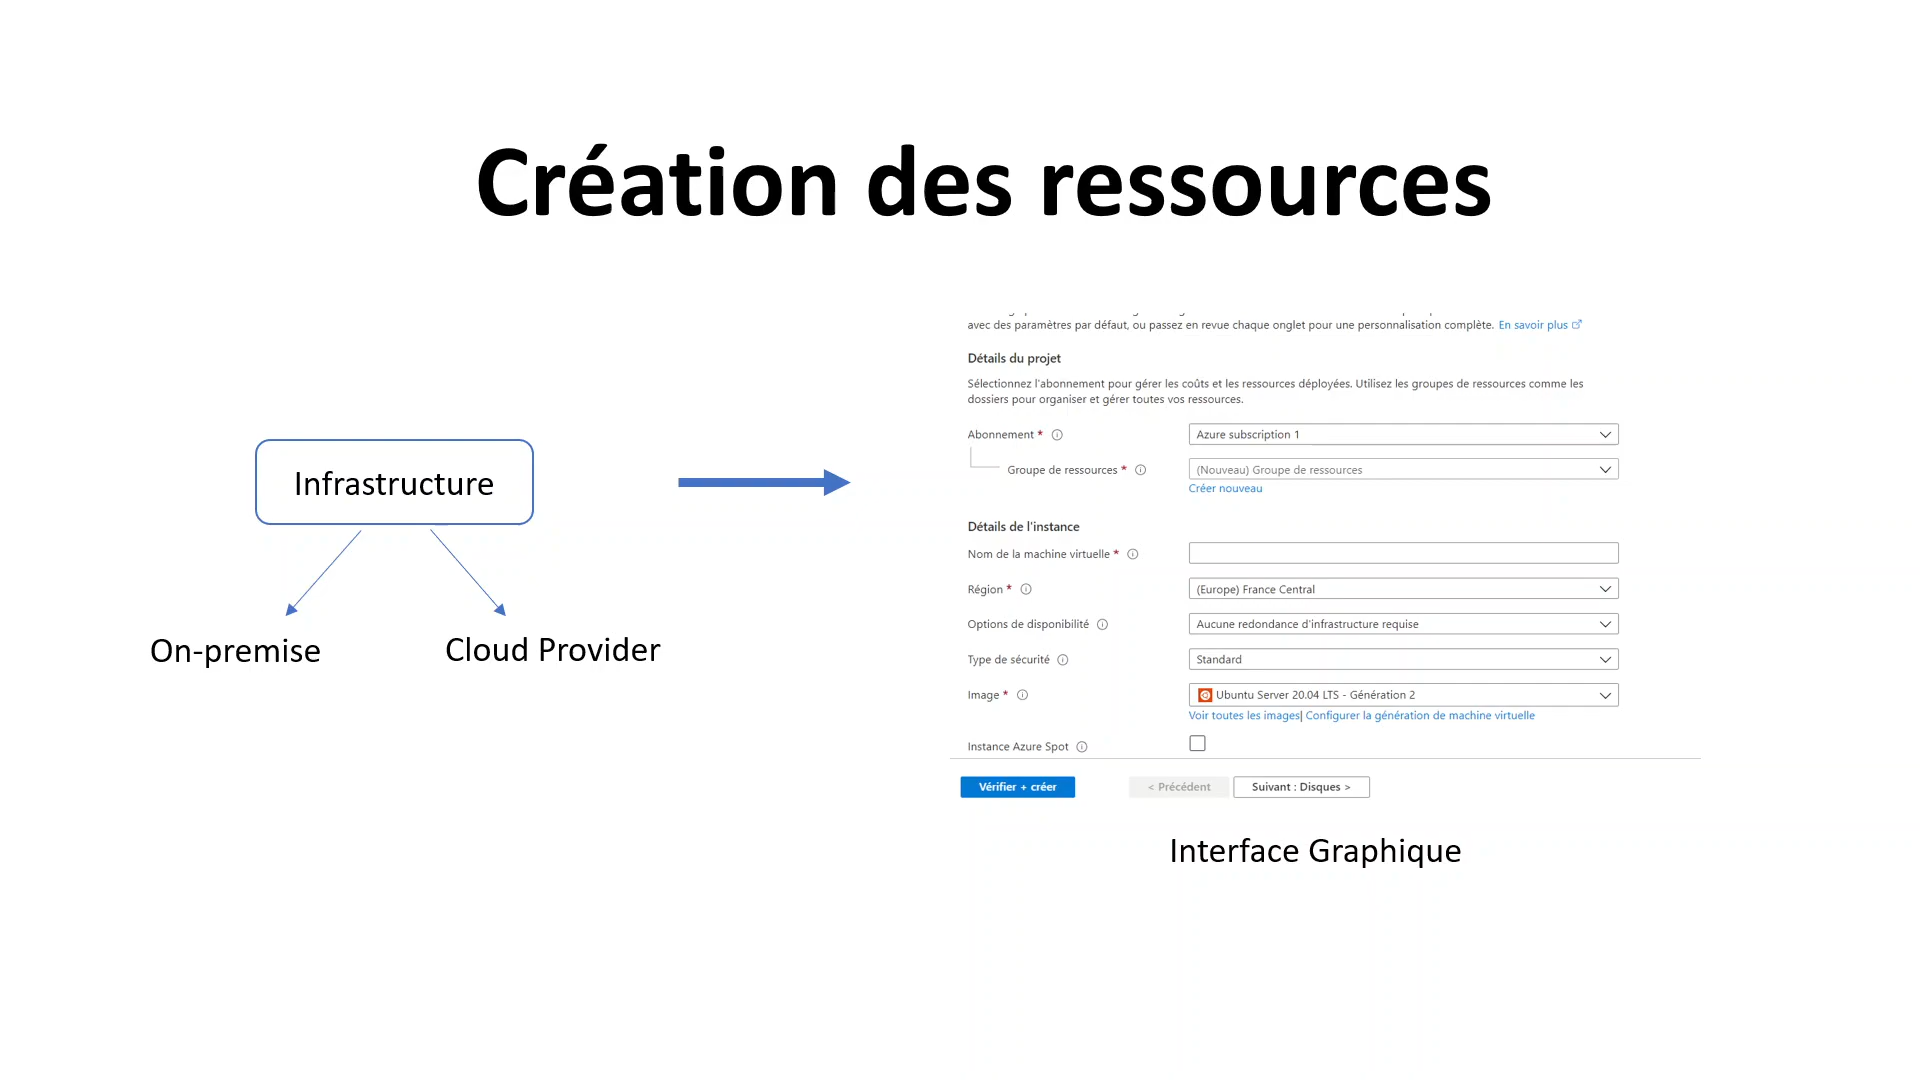 Création des ressources
Infrastructure
On-premise
Cloud Provider
avec des paramètres par défaut, ou passez en revue chaque onglet pour une personnalisation complète. En savoir plus
Détails du projet
Sélectionnez l'abonnement pour gérer les coûts et les ressources déployées. Utilisez les groupes de ressources comme les
dossiers pour organiser et gérer toutes vos ressources.
Abonnement * Azure subscription 1
Groupe de ressources * (Nouveau) Groupe de ressources
Créer nouveau
Détails de l'instance
Nom de la machine virtuelle *
Région * (Europe) France Central
Options de disponibilité Aucune redondance d'infrastructure requise
Type de sécurité Standard
Image * Ubuntu Server 20.04 LTS - Génération 2
Voir toutes les images| Configurer la génération de machine virtuelle
Instance Azure Spot
Vérifier + créer < Précédent Suivant : Disques >
Interface Graphique